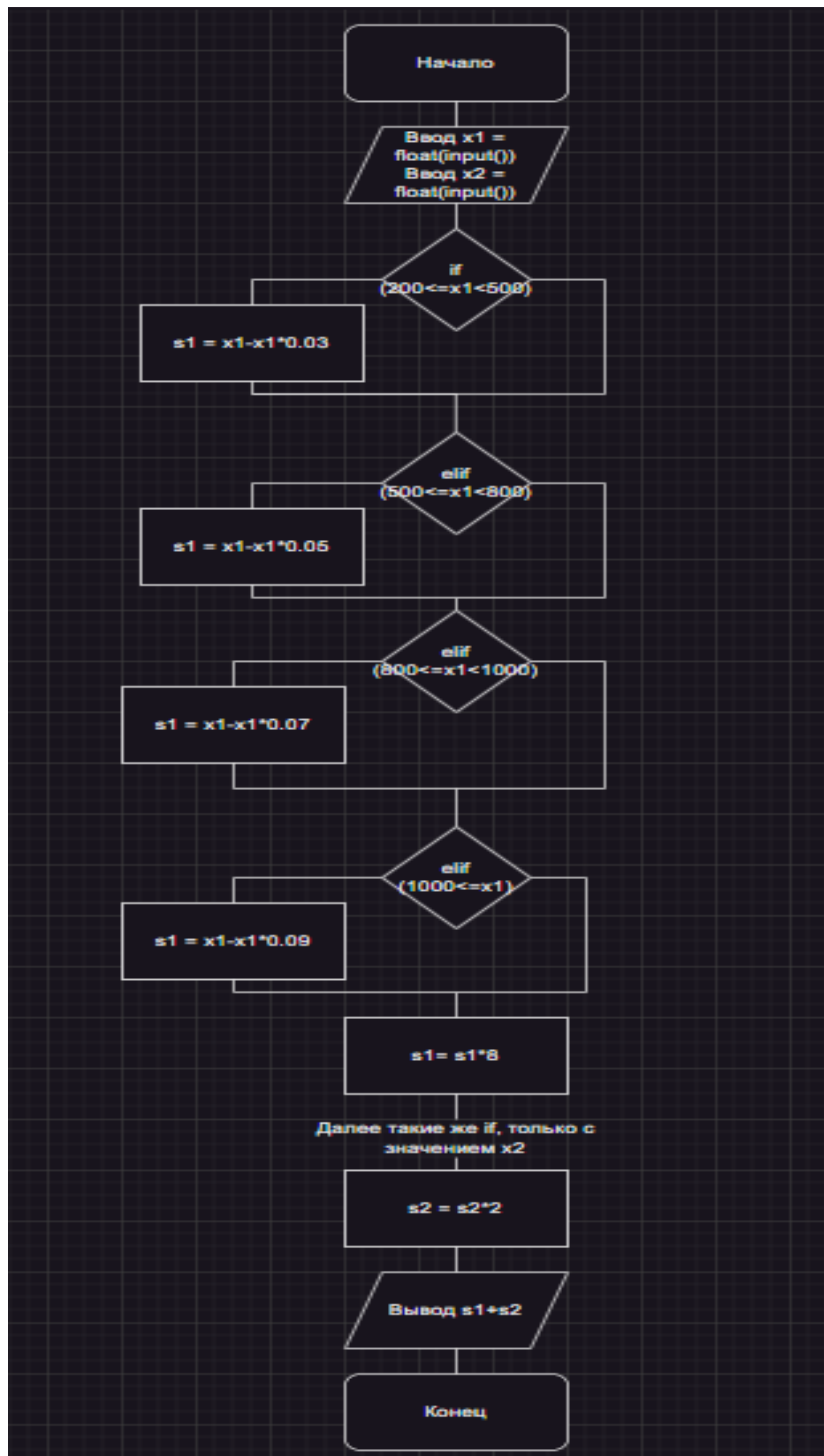 Начало
Ввод x1 =
float(input())
Ввод x2 =
float(input())
if
(200<=x1<500)
s1 = x1-x1*0.03
elif
(500<=x1<800)
s1 = x1-x1*0.05
elif
(800<=x1<1000)
s1 = x1-x1*0.07
elif
(1000<=x1)
s1 = x1-x1*0.09
s1= s1*8
Далее такие же if, только с
значением x2
s2 = s2*2
Вывод s1+s2
Конец